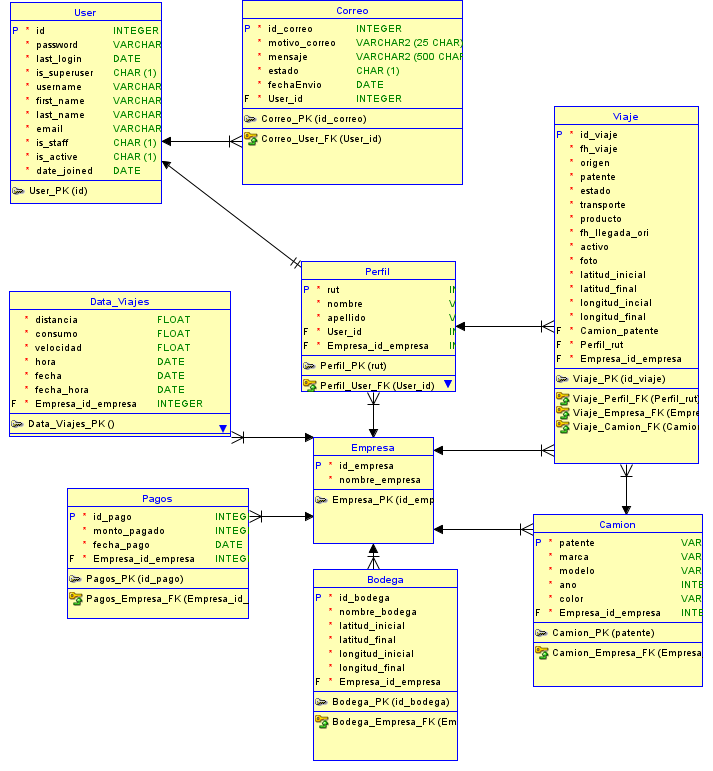 User
P * id INTEGER
* password VARCHAR
* last_login DATE
* is_superuser CHAR (1)
* username VARCHAR
* first_name VARCHAR
* last_name VARCHAR
* email VARCHAR
* is_staff CHAR (1)
* is_active CHAR (1)
* date_joined DATE
User_PK (id)
Correo
P * id_correo INTEGER
* motivo_correo VARCHAR2 (25 CHAR)
* mensaje VARCHAR2 (500 CHAR
* estado CHAR (1)
* fechaEnvio DATE
F * User_id INTEGER
Correo_PK (id_correo)
Correo_User_FK (User_id)
Viaje
P * id_viaje
* fh_viaje
* origen
* patente
* estado
* transporte
* producto
* fh_llegada_ori
* activo
* foto
* latitud_inicial
* latitud_final
* longitud_incial
* longitud_final
F * Camion_patente
F * Perfil_rut
F * Empresa_id_empresa
Viaje_PK (id_viaje)
Viaje_Perfil_FK (Perfil_rut
Viaje_Empresa_FK (Empre
Viaje_Camion_FK (Camio
Perfil
P * rut IN
* nombre V
* apellido V
F * User_id IN
F * Empresa_id_empresa IN
Perfil_PK (rut)
Perfil_User_FK (User_id)
Data_Viajes
* distancia FLOAT
* consumo FLOAT
* velocidad FLOAT
* hora DATE
* fecha DATE
* fecha_hora DATE
F * Empresa_id_empresa INTEGER
Data_Viajes_PK ()
Empresa
P * id_empresa
* nombre_empresa
Empresa_PK (id_emp
Pagos
P * id_pago INTEG
* monto_pagado INTEG
* fecha_pago DATE
F * Empresa_id_empresa INTEG
Pagos_PK (id_pago)
Pagos_Empresa_FK (Empresa_id_
Camion
P * patente VAR
* marca VAR
* modelo VAR
* ano INTE
* color VAR
F * Empresa_id_empresa INTE
Camion_PK (patente)
Camion_Empresa_FK (Empresa
Bodega
P * id_bodega
* nombre_bodega
* latitud_inicial
* latitud_final
* longitud_inicial
* longitud_final
F * Empresa_id_empresa
Bodega_PK (id_bodega)
Bodega_Empresa_FK (Em